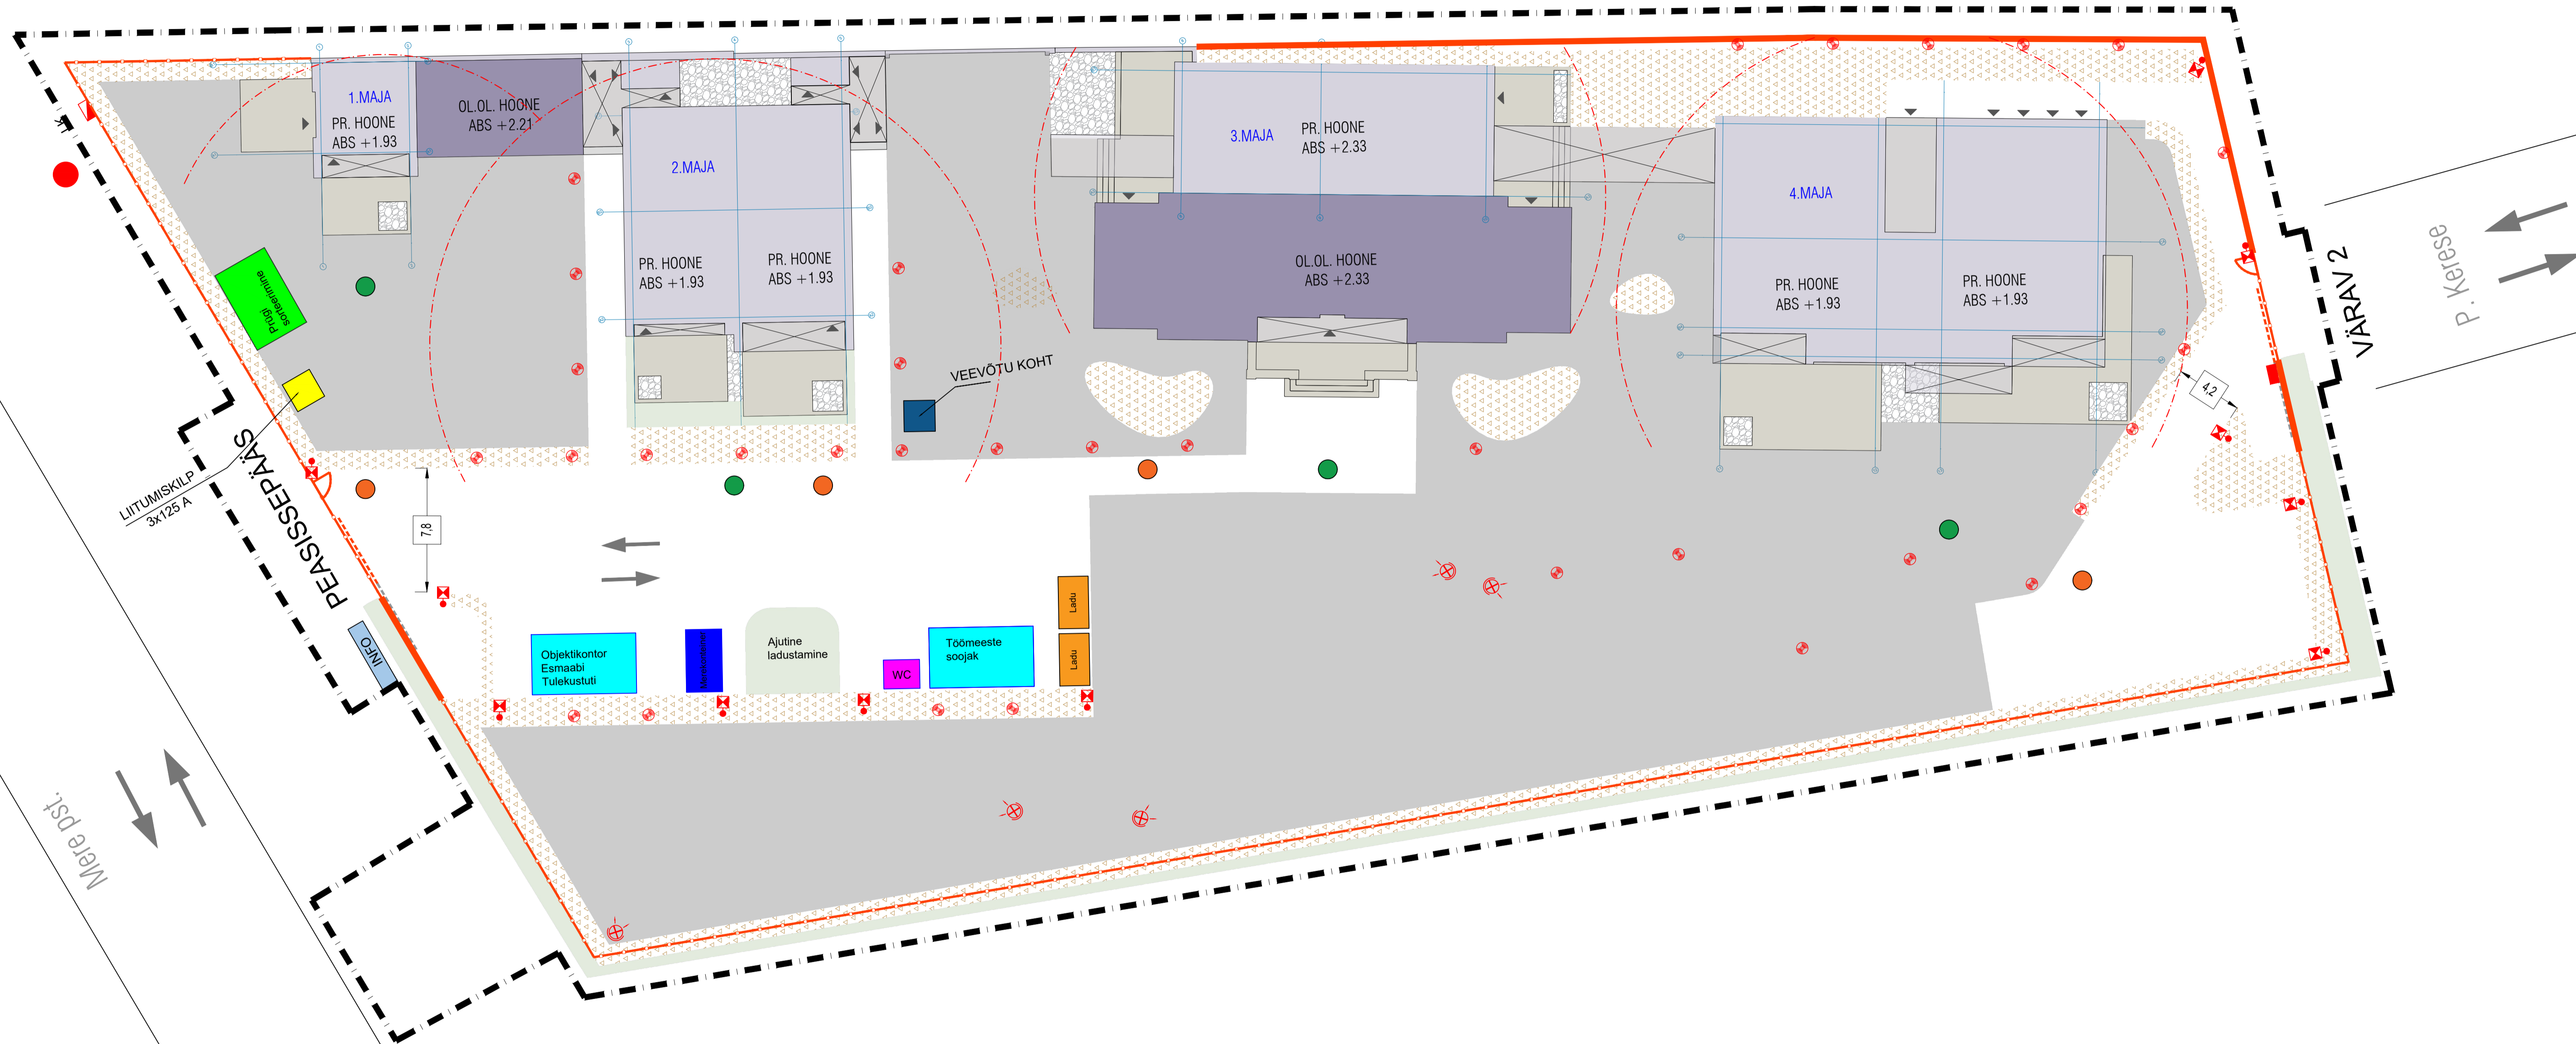 1.MAJA
PR. HOONE
ABS +1.93
OL.OL. HOONE
ABS +2.21
2.MAJA
PR. HOONE
ABS +1.93
PR. HOONE
ABS +1.93
3.MAJA
PR. HOONE
ABS +2.33
OL.OL. HOONE
ABS +2.33
4.MAJA
PR. HOONE
ABS +1.93
PR. HOONE
ABS +1.93
Prügi
sorteerimine
VEEVÕTU KOHT
LIITUMISKILP
3x125 A
PEASISSEPÄÄS
7,8
4.2
VÄRAV 2
P. Kerese
INFO
Objektikontor
Esmaabi
Tulekustuti
Ajutine
ladustamine
WC
Töömeeste
soojak
Ladu
Ladu
Mere pst.